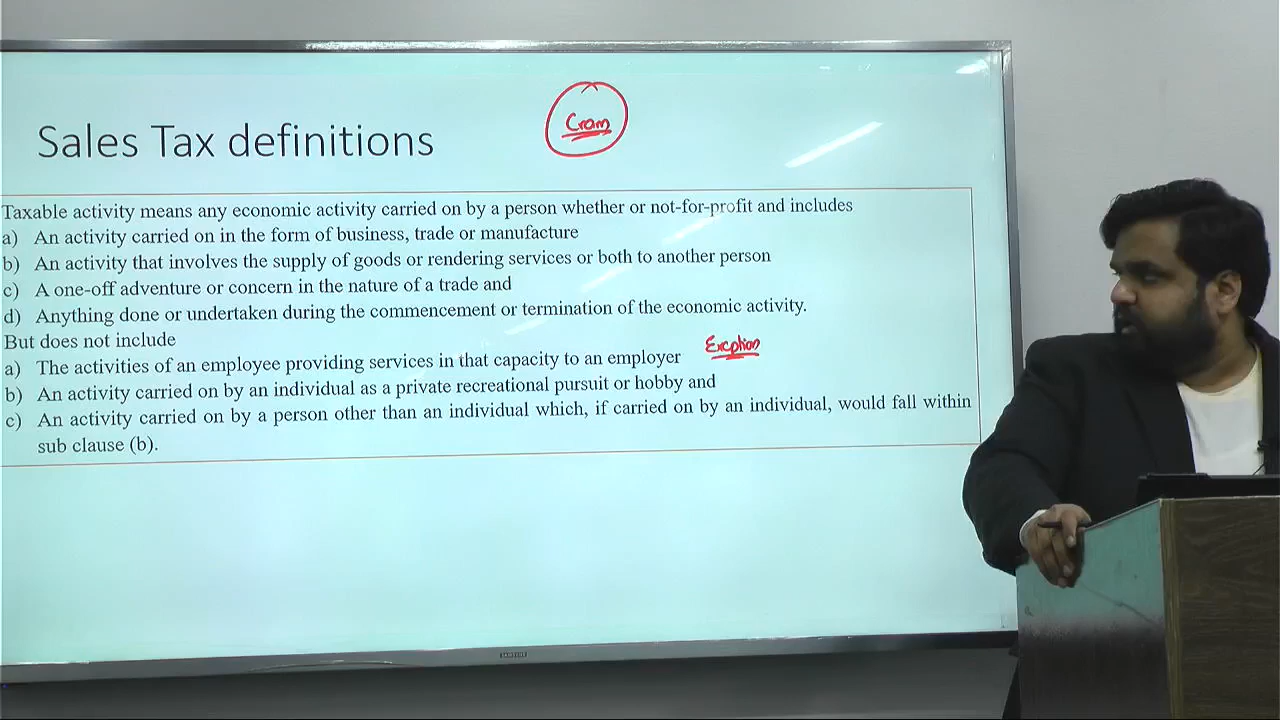 Cram
Sales Tax definitions
Taxable activity means any economic activity carried on by a person whether or not-for-profit and includes
a) An activity carried on in the form of business, trade or manufacture
b) An activity that involves the supply of goods or rendering services or both to another person
c) A one-off adventure or concern in the nature of a trade and
d) Anything done or undertaken during the commencement or termination of the economic activity.
But does not include
a) The activities of an employee providing services in that capacity to an employer
Exception
b) An activity carried on by an individual as a private recreational pursuit or hobby and
c) An activity carried on by a person other than an individual which, if carried on by an individual, would fall within
sub clause (b).
SAMSUNG